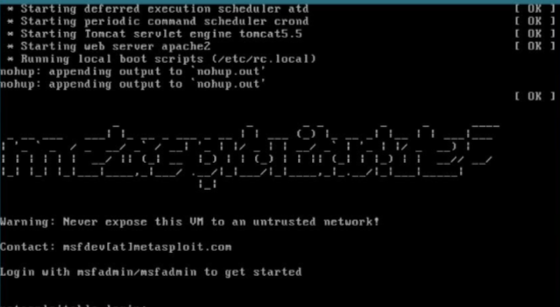 * Starting deferred execution scheduler atd [ OK ]
* Starting periodic command scheduler crond [ OK ]
* Starting Tomcat servlet engine tomcat5.5 [ OK ]
* Starting web server apache2 [ OK ]
* Running local boot scripts (/etc/rc.local)
nohup: appending output to `nohup.out'
nohup: appending output to `nohup.out'
[ OK ]
metasploitable2
Warning: Never expose this VM to an untrusted network!
Contact: msfdev[at]metasploit.com
Login with msfadmin/msfadmin to get started